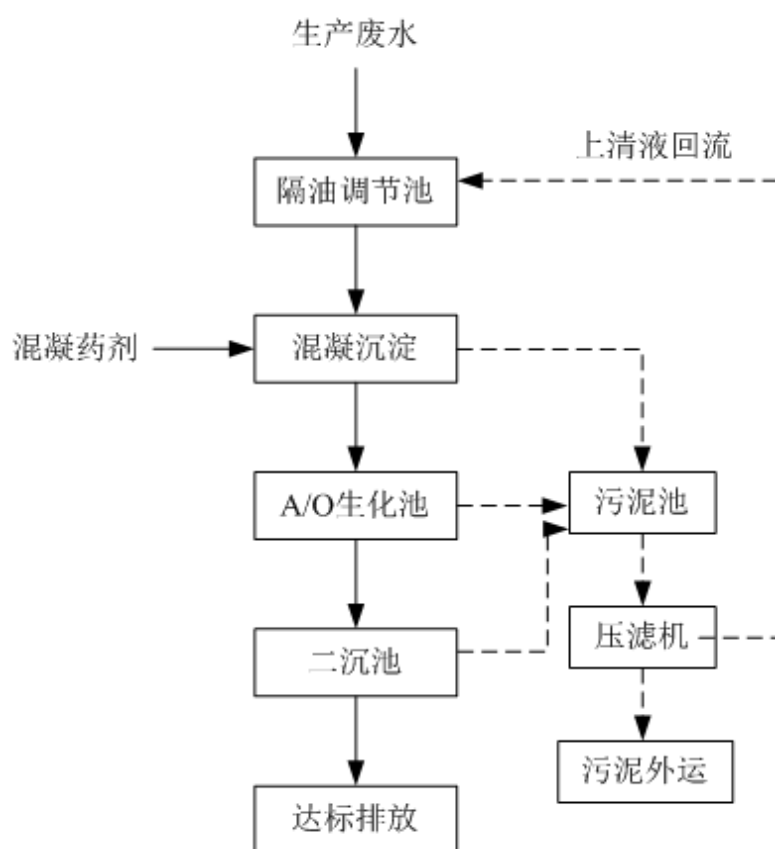 生产废水
上清液回流
隔油调节池
混凝药剂
混凝沉淀
A/O生化池
污泥池
二沉池
压滤机
污泥外运
达标排放